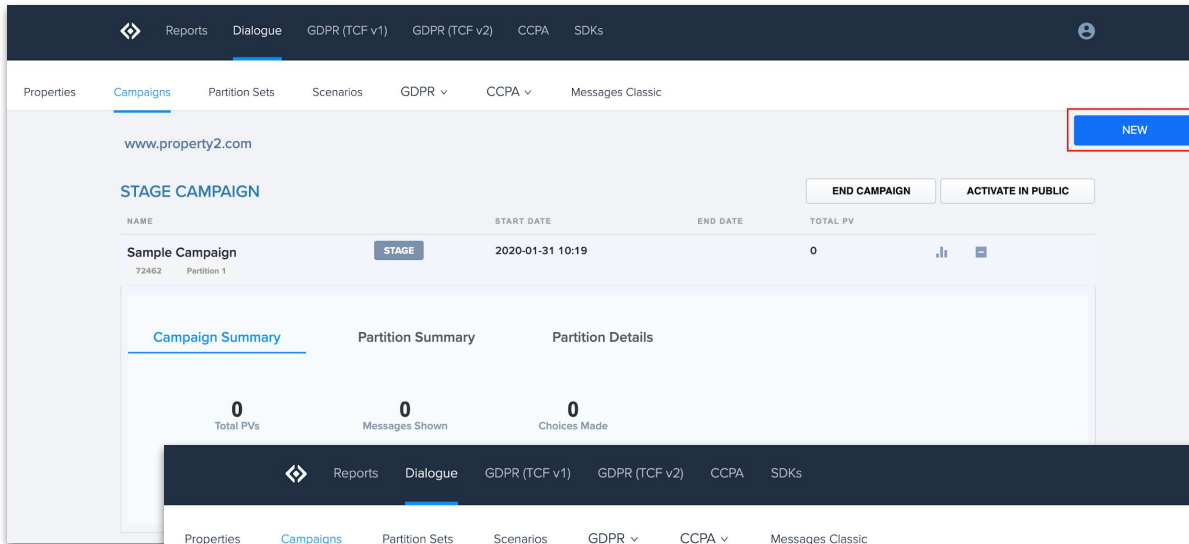 Reports Dialogue GDPR (TCF v1) GDPR (TCF v2) CCPA SDKs
Properties Campaigns Partition Sets Scenarios GDPR CCPA Messages Classic
NEW
www.property2.com
STAGE CAMPAIGN END CAMPAIGN ACTIVATE IN PUBLIC
NAME START DATE END DATE TOTAL PV
Sample Campaign STAGE 2020-01-31 10:19 0
72462 Partition 1
Campaign Summary Partition Summary Partition Details
0 0 0
Total PVs Messages Shown Choices Made
Reports Dialogue GDPR (TCF v1) GDPR (TCF v2) CCPA SDKs
Properties Campaigns Partition Sets Scenarios GDPR CCPA Messages Classic